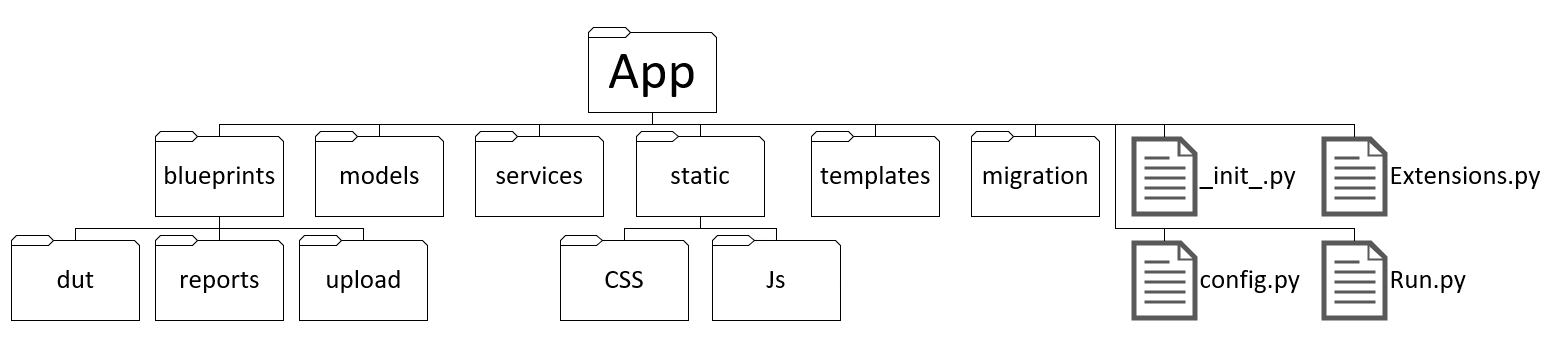 App
blueprints
models
services
static
templates
migration
_init_.py
Extensions.py
dut
reports
upload
CSS
Js
config.py
Run.py